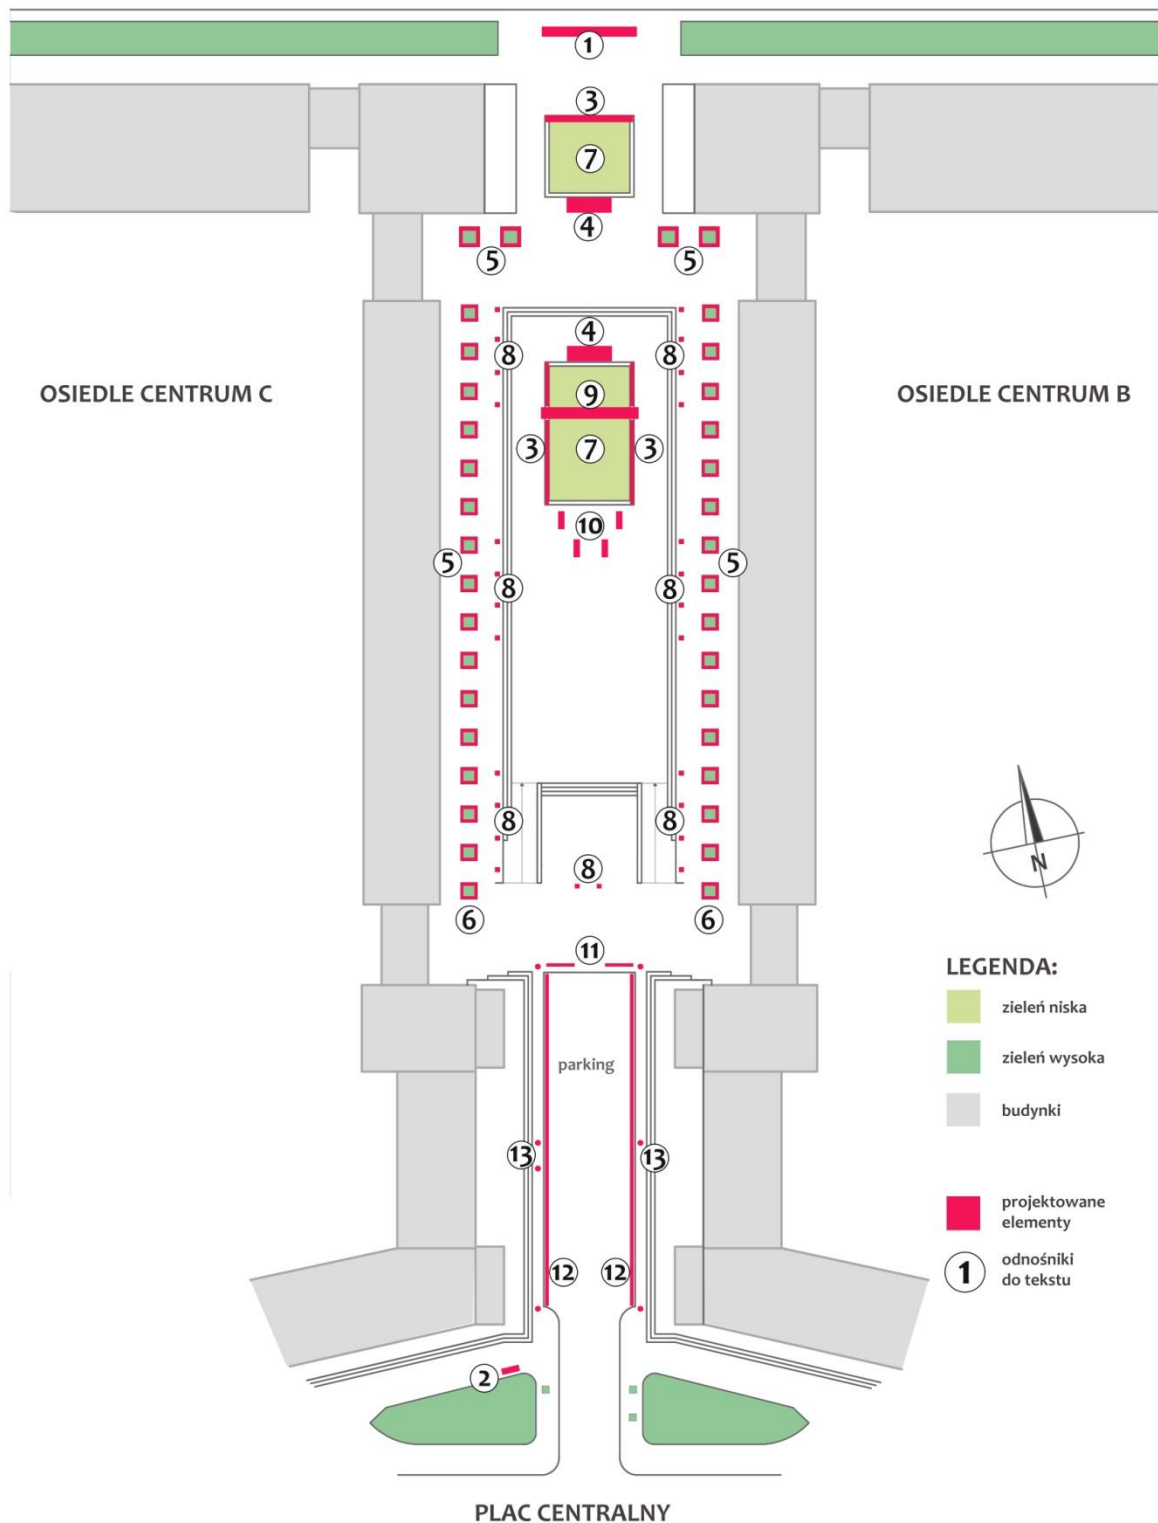 1
3
7
4
5
5
4
8
8
OSIEDLE CENTRUM C
9
OSIEDLE CENTRUM B
3
7
3
10
5
5
8
8
8
8
8
N
6
6
11
LEGENDA:
zieleń niska
parking
zieleń wysoka
budynki
13
13
projektowane
elementy
12
12
1
odnośniki
do tekstu
2
PLAC CENTRALNY